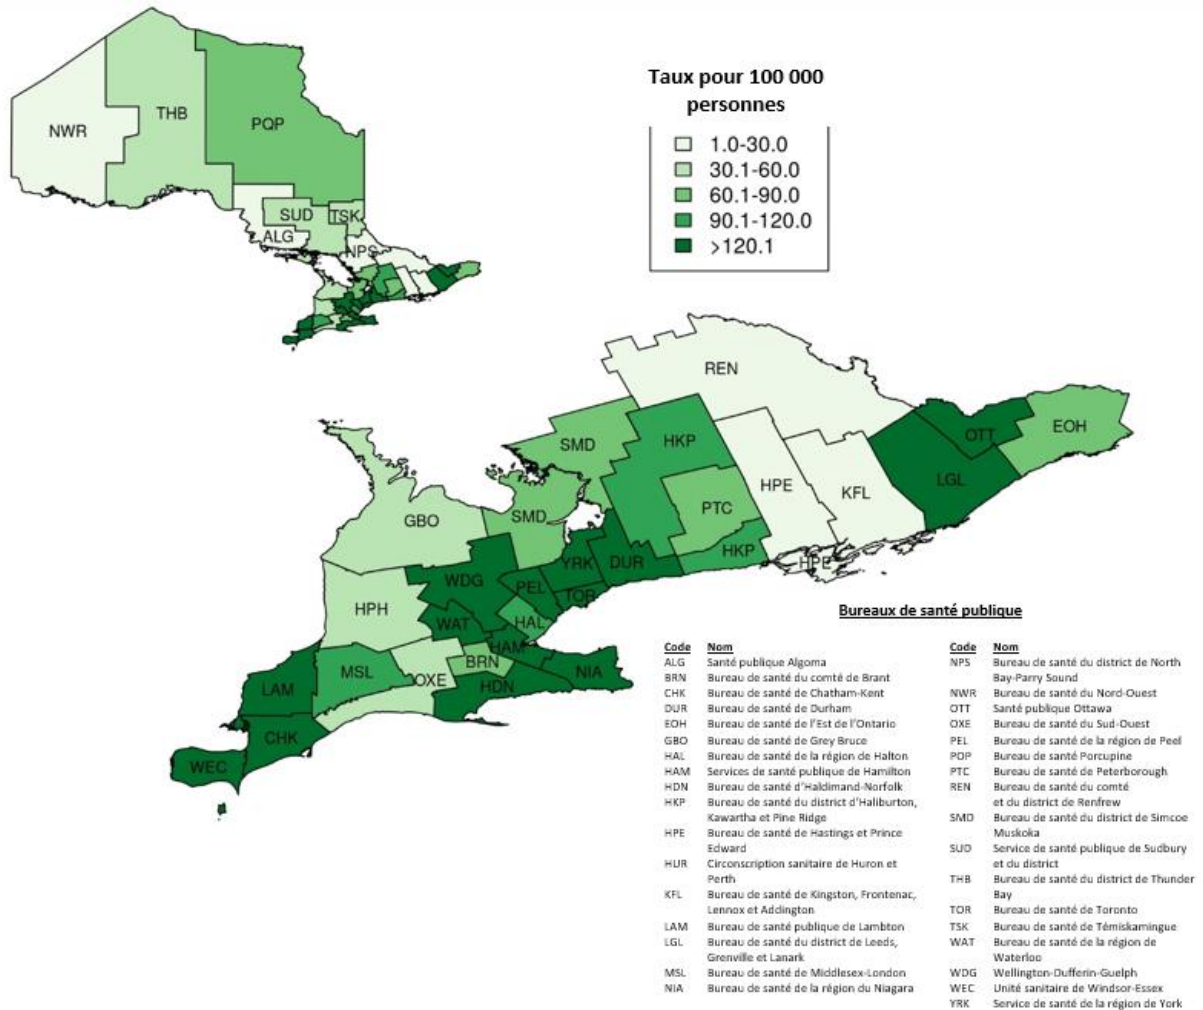 Taux pour 100 000
personnes
1.0-30.0
30.1-60.0
60.1-90.0
90.1-120.0
>120.1
NWR
THB
PQP
SUD
TSK
ALG
NPS
REN
SMD
HKP
OTT
EOH
HPE
KFL
LGL
GBO
SMD
PTC
HKP
HPE
WDG
PEL
YRK
DUR
TOR
HPH
WAT
HAL
HAM
BRN
MSL
OXE
HDN
NIA
LAM
CHK
WEC
Bureaux de santé publique
Code Nom
ALG Santé publique Algoma
BRN Bureau de santé du comté de Brant
CHK Bureau de santé de Chatham-Kent
DUR Bureau de santé de Durham
EOH Bureau de santé de l'Est de l'Ontario
GBO Bureau de santé de Grey Bruce
HAL Bureau de santé de la région de Halton
HAM Services de santé publique de Hamilton
HDN Bureau de santé d'Haldimand-Norfolk
HKP Bureau de santé du district d'Haliburton,
Kawartha et Pine Ridge
HPE Bureau de santé de Hastings et Prince
Edward
HUR Circonscription sanitaire de Huron et
Perth
KFL Bureau de santé de Kingston, Frontenac,
Lennox et Addington
LAM Bureau de santé publique de Lambton
LGL Bureau de santé du district de Leeds,
Grenville et Lanark
MSL Bureau de santé de Middlesex-London
NIA Bureau de santé de la région du Niagara
Code Nom
NPS Bureau de santé du district de North
Bay-Parry Sound
NWR Bureau de santé du Nord-Ouest
OTT Santé publique Ottawa
OXE Bureau de santé du Sud-Ouest
PEL Bureau de santé de la région de Peel
PQP Bureau de santé Porcupine
PTC Bureau de santé de Peterborough
REN Bureau de santé du comté
et du district de Renfrew
SMD Bureau de santé du district de Simcoe
Muskoka
SUD Service de santé publique de Sudbury
et du district
THB Bureau de santé du district de Thunder
Bay
TOR Bureau de santé de Toronto
TSK Bureau de santé de Témiskamingue
WAT Bureau de santé de la région de
Waterloo
WDG Wellington-Dufferin-Guelph
WEC Unité sanitaire de Windsor-Essex
YRK Service de santé de la région de York